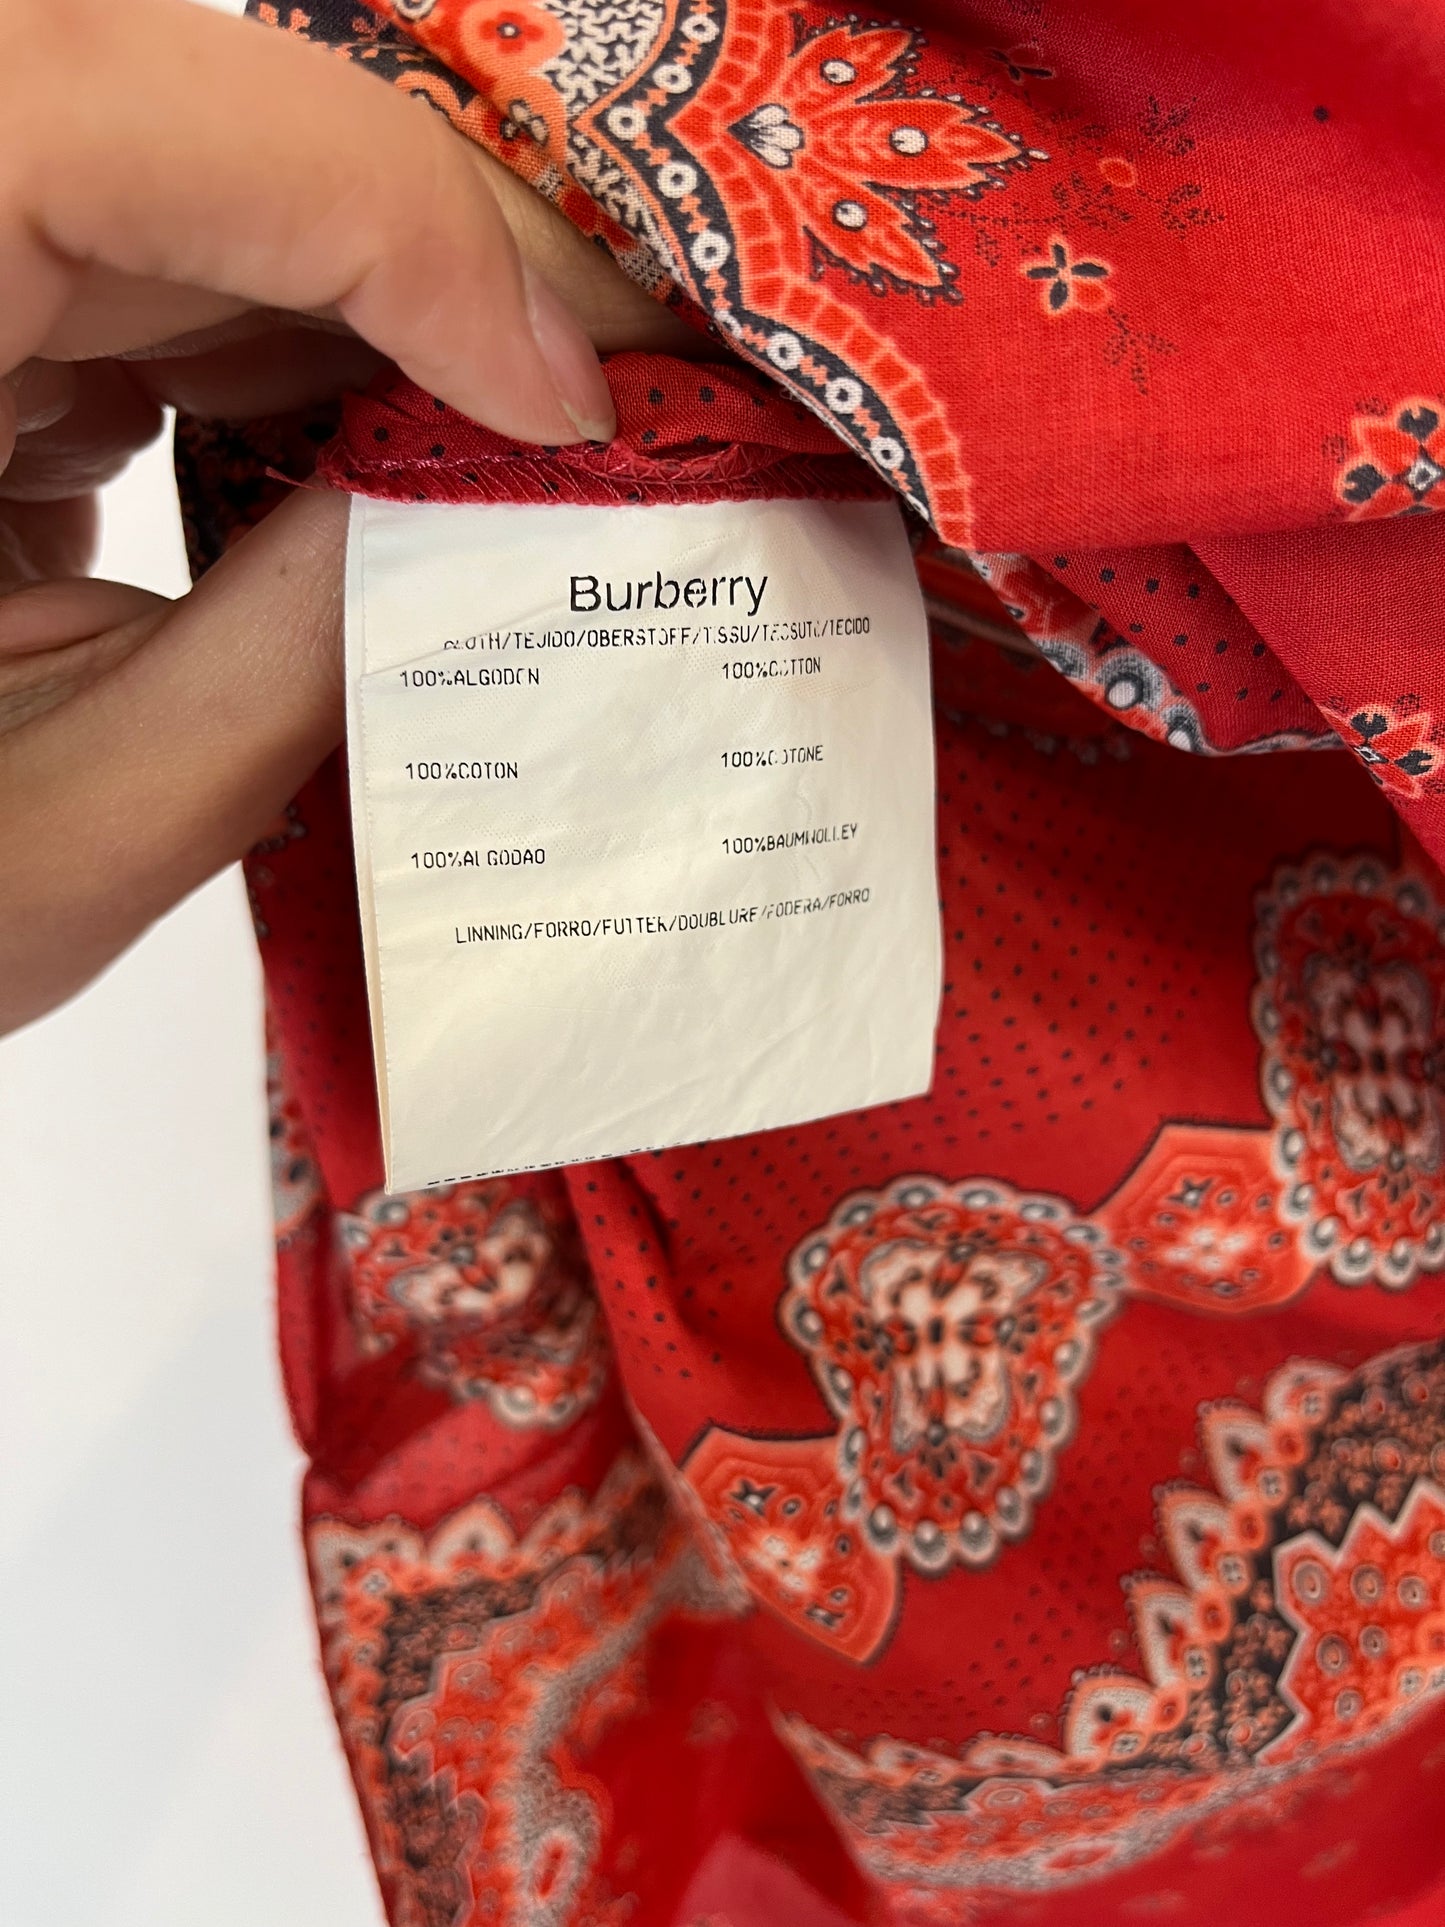 Burberry
CLOTH/TEJIDO/OBERSTOFF/TISSU/TESSUTO/TECIDO
100%ALGODON 100%COTTON
100%COTON 100%COTONE
100%ALGODAO 100%BAUMWOLLEY
LINNING/FORRO/FUTTER/DOUBLURE/FODERA/FORRO